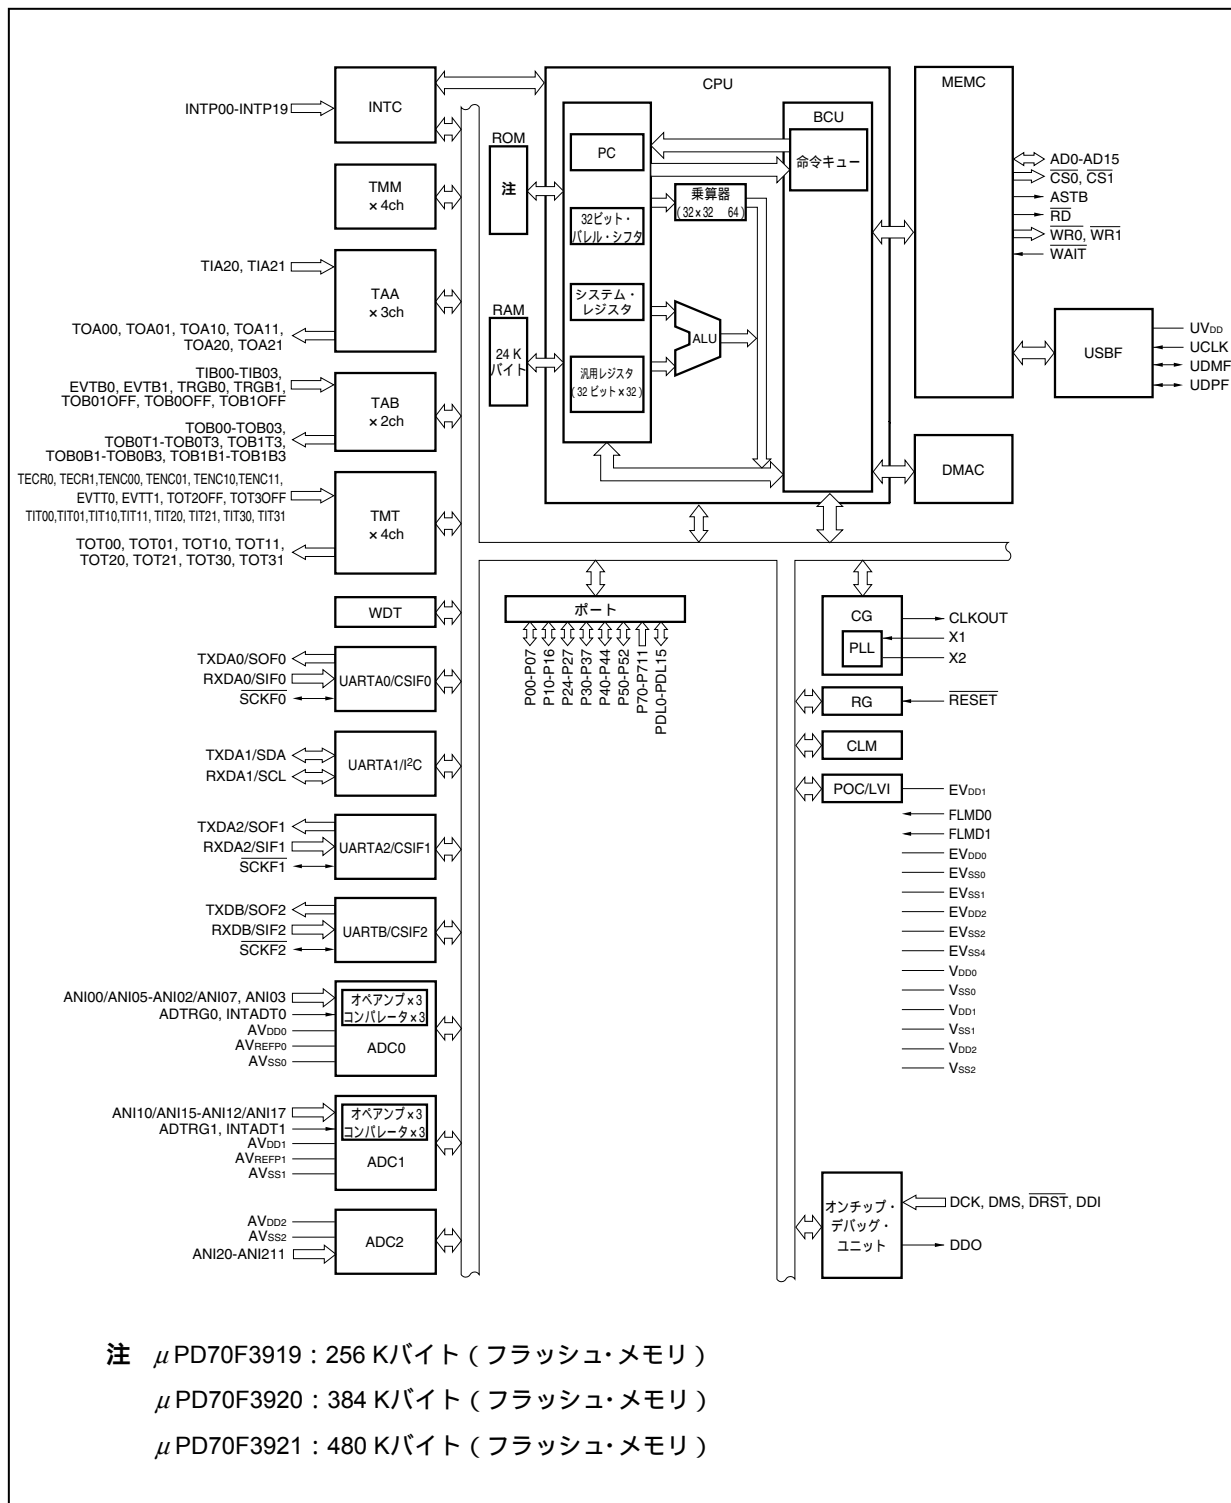 INTP00-INTP19
INTC
TMM
× 4ch
TIA20, TIA21
TAA
× 3ch
TOA00, TOA01, TOA10, TOA11,
TOA20, TOA21
TIB00-TIB03,
EVTB0, EVTB1, TRGB0, TRGB1,
TOB01OFF, TOB0OFF, TOB1OFF
TAB
× 2ch
TOB00-TOB03,
TOB0T1-TOB0T3, TOB1T3,
TOB0B1-TOB0B3, TOB1B1-TOB1B3
TECR0, TECR1,TENC00, TENC01, TENC10,TENC11,
EVTT0, EVTT1, TOT2OFF, TOT3OFF
TIT00,TIT01,TIT10,TIT11, TIT20, TIT21, TIT30, TIT31
TMT
× 4ch
TOT00, TOT01, TOT10, TOT11,
TOT20, TOT21, TOT30, TOT31
WDT
TXDA0/SOF0
RXDA0/SIF0
SCKF0
UARTA0/CSIF0
TXDA1/SDA
RXDA1/SCL
UARTA1/I²C
TXDA2/SOF1
RXDA2/SIF1
SCKF1
UARTA2/CSIF1
TXDB/SOF2
RXDB/SIF2
SCKF2
UARTB/CSIF2
ANI00/ANI05-ANI02/ANI07, ANI03
ADTRG0, INTADT0
AVDD0
AVREFP0
AVSS0
オペアンプ×3
コンパレータ×3
ADC0
ANI10/ANI15-ANI12/ANI17
ADTRG1, INTADT1
AVDD1
AVREFP1
AVSS1
オペアンプ×3
コンパレータ×3
ADC1
AVDD2
AVSS2
ANI20-ANI211
ADC2
ROM
注
RAM
24 K
バイト
CPU
PC
32ビット・
バレル・シフタ
システム・
レジスタ
汎用レジスタ
(32 ビット×32)
乗算器
(32×32 64)
ALU
BCU
命令キュー
MEMC
AD0-AD15
CS0, CS1
ASTB
RD
WR0, WR1
WAIT
USBF
UVDD
UCLK
UDMF
UDPF
DMAC
ポート
P00-P07
P10-P16
P24-P27
P30-P37
P40-P44
P50-P52
P70-P711
PDL0-PDL15
CG
PLL
CLKOUT
X1
X2
RG
RESET
CLM
POC/LVI
EVDD1
FLMD0
FLMD1
EVDD0
EVSS0
EVSS1
EVDD2
EVSS2
EVSS4
VDD0
VSS0
VDD1
VSS1
VDD2
VSS2
オンチップ・
デバッグ・
ユニット
DCK, DMS, DRST, DDI
DDO
注 μPD70F3919：256 Kバイト（フラッシュ・メモリ）
μPD70F3920：384 Kバイト（フラッシュ・メモリ）
μPD70F3921：480 Kバイト（フラッシュ・メモリ）